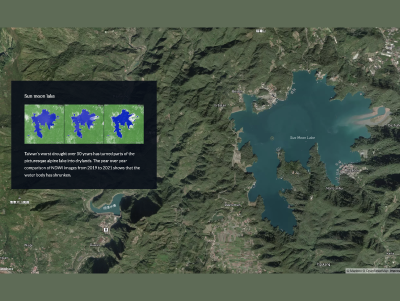 Sun moon lake
Taiwan's worst drought over 50 years has turned parts of the
picturesque alpine lake into dry lands. The year over year
comparison of NDWI images from 2019 to 2021 shows that the
water body has shrunken.
Sun Moon Lake